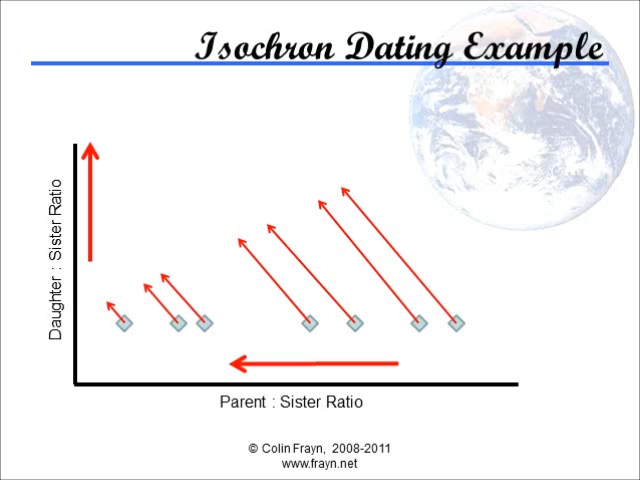 Isochron Dating Example
Daughter : Sister Ratio
Parent : Sister Ratio
© Colin Frayn, 2008-2011
www.frayn.net